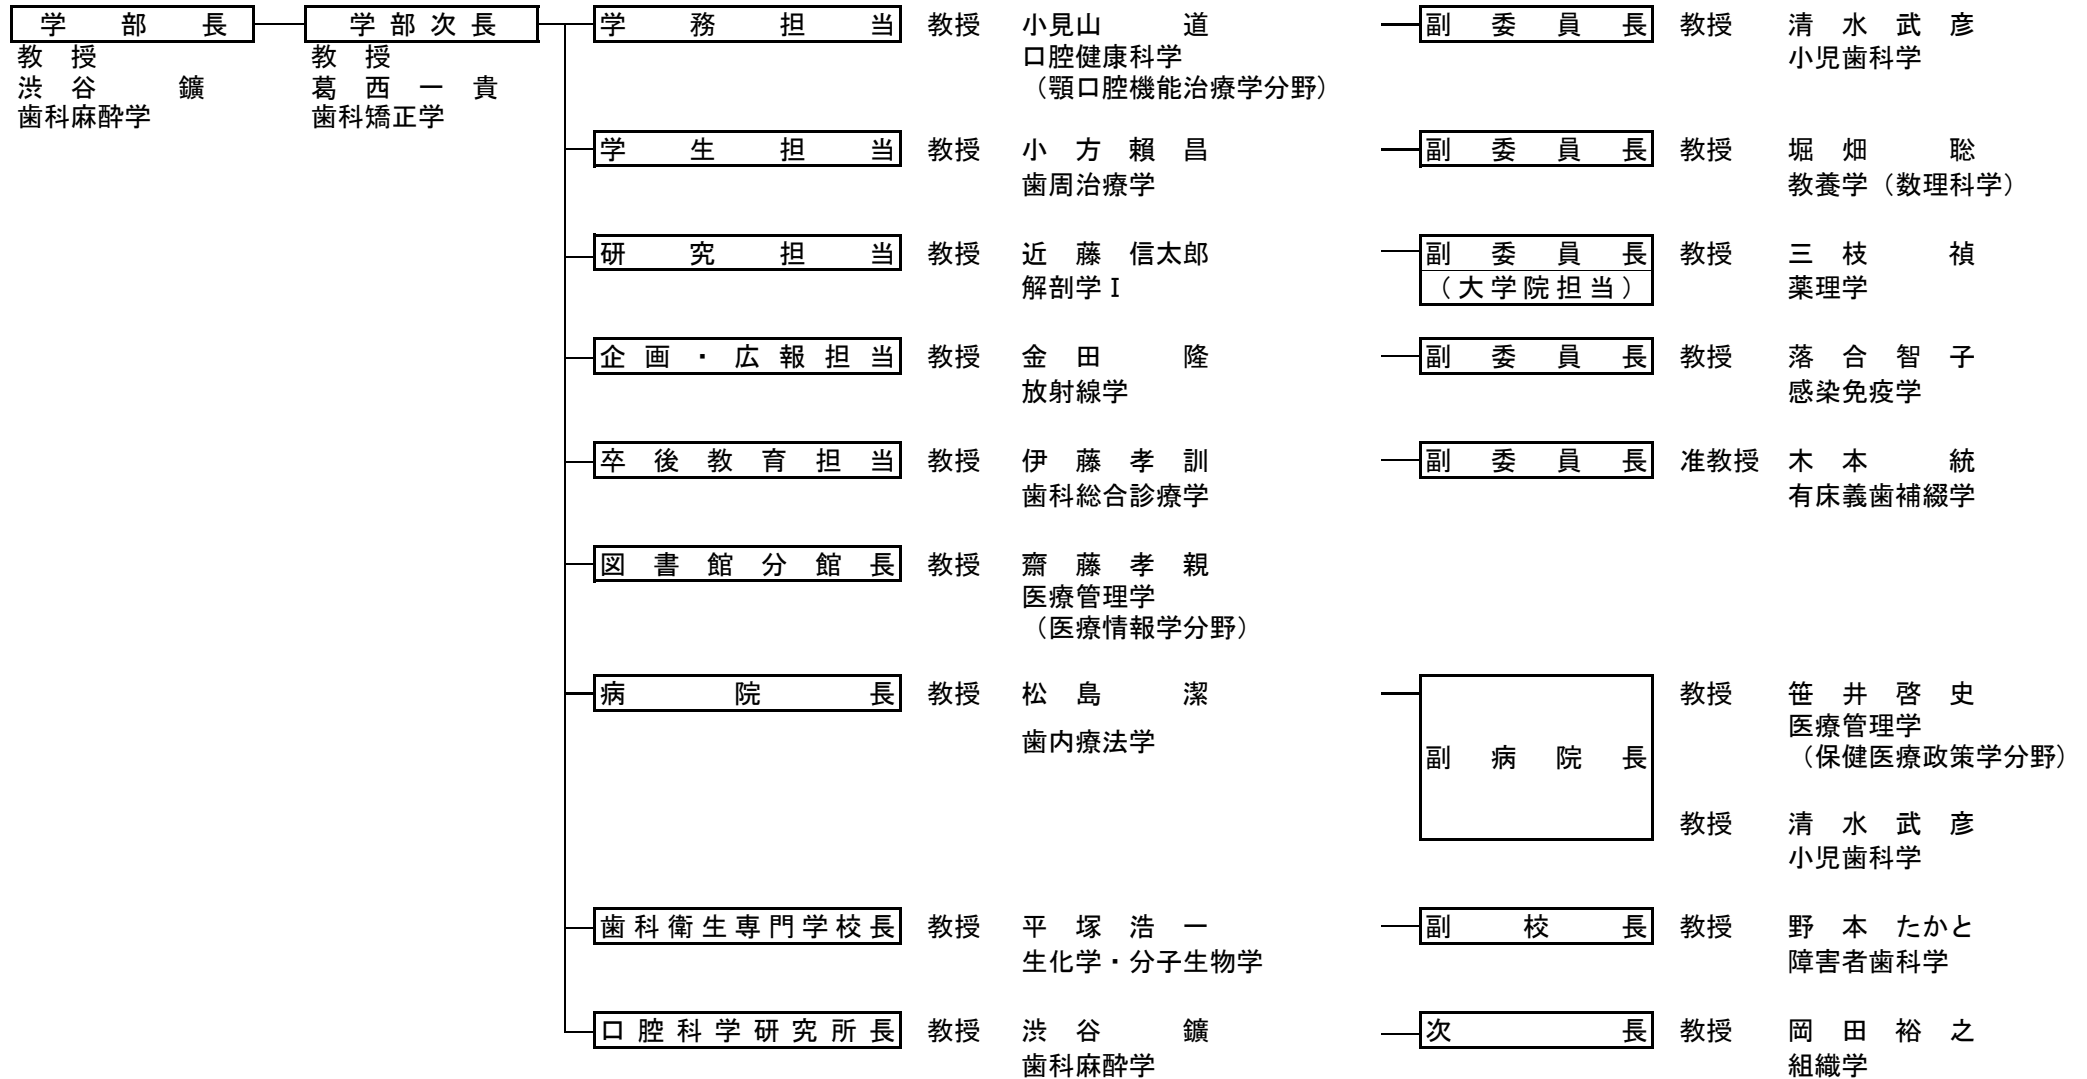 学部長
教授
渋谷 鑛
歯科麻酔学
学部次長
教授
葛西一貴
歯科矯正学
学務担当 教授 小見山 道
口腔健康科学
（顎口腔機能治療学分野）
副委員長 教授 清水武彦
小児歯科学
学生担当 教授 小方賴昌
歯周治療学
副委員長 教授 堀畑 聡
教養学（数理科学）
研究担当 教授 近藤信太郎
解剖学Ⅰ
副委員長 教授 三枝 禎
（大学院担当） 薬理学
企画・広報担当 教授 金田 隆
放射線学
副委員長 教授 落合智子
感染免疫学
卒後教育担当 教授 伊藤孝訓
歯科総合診療学
副委員長 准教授 木本 統
有床義歯補綴学
図書館分館長 教授 齋藤孝親
医療管理学
（医療情報学分野）
病院長 教授 松島 潔
歯内療法学
副病院長
教授 笹井啓史
医療管理学
（保健医療政策学分野）
教授 清水武彦
小児歯科学
歯科衛生専門学校長 教授 平塚浩一
生化学・分子生物学
副校長 教授 野本たかと
障害者歯科学
口腔科学研究所長 教授 渋谷 鑛
歯科麻酔学
次長 教授 岡田裕之
組織学